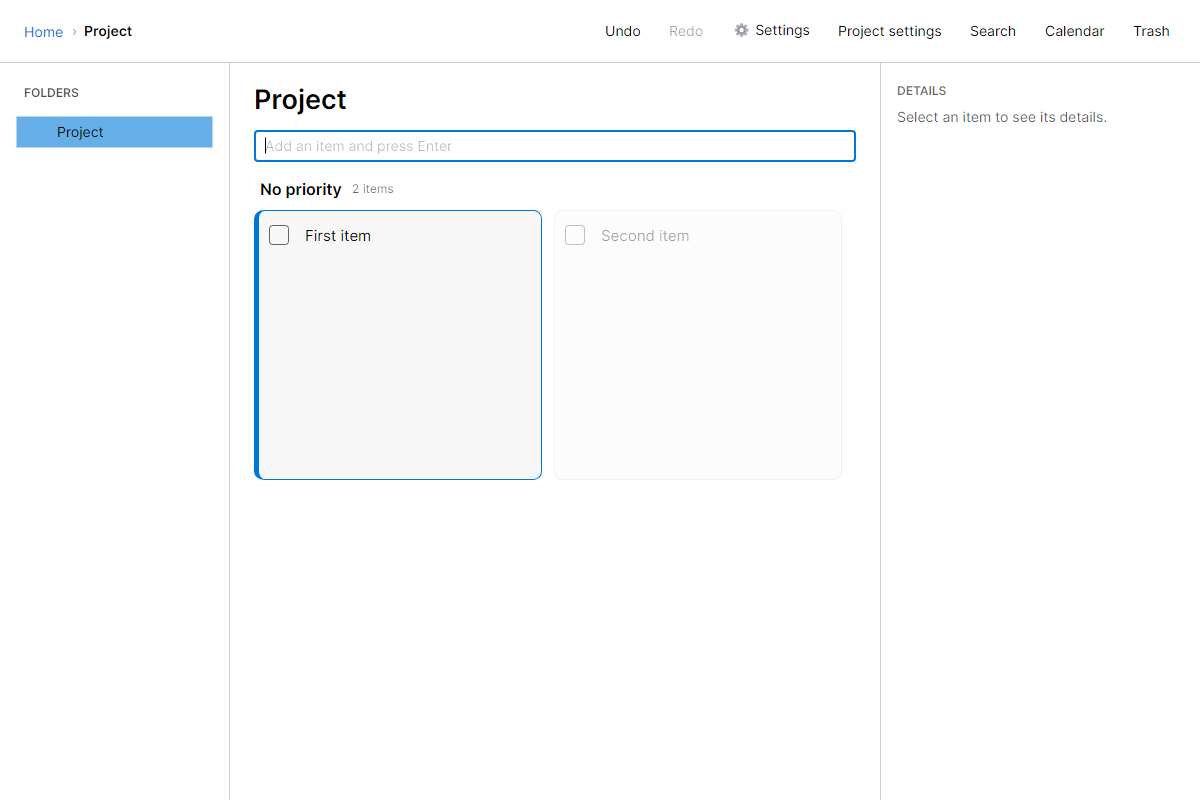 Home › Project
Undo Redo Settings Project settings Search Calendar Trash
FOLDERS
Project
Project
Add an item and press Enter
No priority 2 items
First item
Second item
DETAILS
Select an item to see its details.